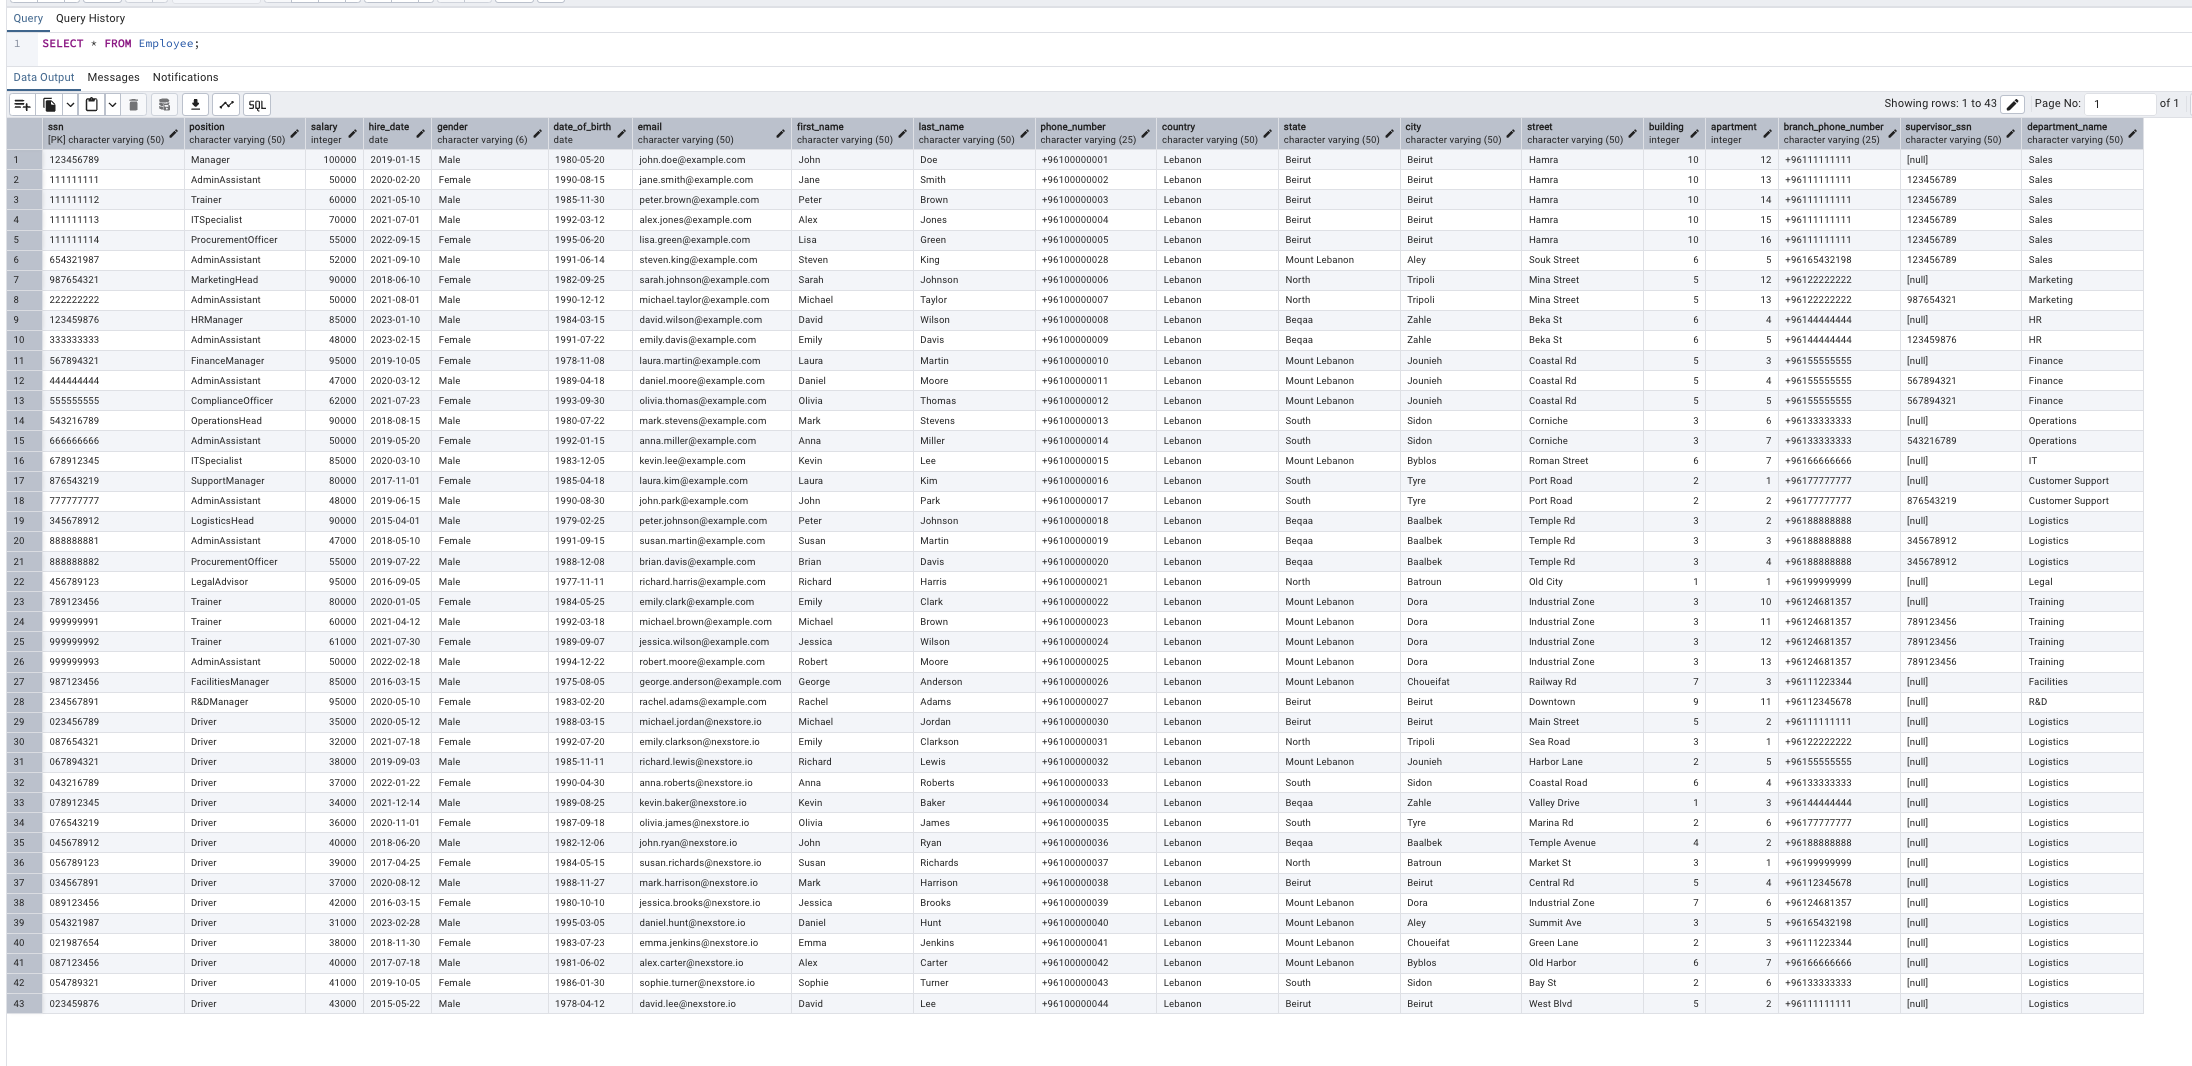 Query Query History
1 SELECT * FROM Employee;
Data Output Messages Notifications
SQL Showing rows: 1 to 43 Page No: 1 of 1
ssn position salary hire_date gender date_of_birth email first_name last_name phone_number country state city street building apartment branch_phone_number supervisor_ssn department_name
[PK] character varying (50) character varying (50) integer date character varying (6) date character varying (50) character varying (50) character varying (50) character varying (25) character varying (50) character varying (50) character varying (50) character varying (50) integer integer character varying (25) character varying (50) character varying (50)
1 123456789 Manager 100000 2019-01-15 Male 1980-05-20 john.doe@example.com John Doe +96100000001 Lebanon Beirut Beirut Hamra 10 12 +96111111111 [null] Sales
2 111111111 AdminAssistant 50000 2020-02-20 Female 1990-08-15 jane.smith@example.com Jane Smith +96100000002 Lebanon Beirut Beirut Hamra 10 13 +96111111111 123456789 Sales
3 111111112 Trainer 60000 2021-05-10 Male 1985-11-30 peter.brown@example.com Peter Brown +96100000003 Lebanon Beirut Beirut Hamra 10 14 +96111111111 123456789 Sales
4 111111113 ITSpecialist 70000 2021-07-01 Male 1992-03-12 alex.jones@example.com Alex Jones +96100000004 Lebanon Beirut Beirut Hamra 10 15 +96111111111 123456789 Sales
5 111111114 ProcurementOfficer 55000 2022-09-15 Female 1995-06-20 lisa.green@example.com Lisa Green +96100000005 Lebanon Beirut Beirut Hamra 10 16 +96111111111 123456789 Sales
6 654321987 AdminAssistant 52000 2021-09-10 Male 1991-06-14 steven.king@example.com Steven King +96100000028 Lebanon Mount Lebanon Aley Souk Street 6 5 +96165432198 123456789 Sales
7 987654321 MarketingHead 90000 2018-06-10 Female 1982-09-25 sarah.johnson@example.com Sarah Johnson +96100000006 Lebanon North Tripoli Mina Street 5 12 +96122222222 [null] Marketing
8 222222222 AdminAssistant 50000 2021-08-01 Male 1990-12-12 michael.taylor@example.com Michael Taylor +96100000007 Lebanon North Tripoli Mina Street 5 13 +96122222222 987654321 Marketing
9 123459876 HRManager 85000 2023-01-10 Male 1984-03-15 david.wilson@example.com David Wilson +96100000008 Lebanon Beqaa Zahle Beka St 6 4 +96144444444 [null] HR
10 333333333 AdminAssistant 48000 2023-02-15 Female 1991-07-22 emily.davis@example.com Emily Davis +96100000009 Lebanon Beqaa Zahle Beka St 6 5 +96144444444 123459876 HR
11 567894321 FinanceManager 95000 2019-10-05 Female 1978-11-08 laura.martin@example.com Laura Martin +96100000010 Lebanon Mount Lebanon Jounieh Coastal Rd 5 3 +96155555555 [null] Finance
12 444444444 AdminAssistant 47000 2020-03-12 Male 1989-04-18 daniel.moore@example.com Daniel Moore +96100000011 Lebanon Mount Lebanon Jounieh Coastal Rd 5 4 +96155555555 567894321 Finance
13 555555555 ComplianceOfficer 62000 2021-07-23 Female 1993-09-30 olivia.thomas@example.com Olivia Thomas +96100000012 Lebanon Mount Lebanon Jounieh Coastal Rd 5 5 +96155555555 567894321 Finance
14 543216789 OperationsHead 90000 2018-08-15 Male 1980-07-22 mark.stevens@example.com Mark Stevens +96100000013 Lebanon South Sidon Corniche 3 6 +96133333333 [null] Operations
15 666666666 AdminAssistant 50000 2019-05-20 Female 1992-01-15 anna.miller@example.com Anna Miller +96100000014 Lebanon South Sidon Corniche 3 7 +96133333333 543216789 Operations
16 678912345 ITSpecialist 85000 2020-03-10 Male 1983-12-05 kevin.lee@example.com Kevin Lee +96100000015 Lebanon Mount Lebanon Byblos Roman Street 6 7 +96166666666 [null] IT
17 876543219 SupportManager 80000 2017-11-01 Female 1985-04-18 laura.kim@example.com Laura Kim +96100000016 Lebanon South Tyre Port Road 2 1 +96177777777 [null] Customer Support
18 777777777 AdminAssistant 48000 2019-06-15 Male 1990-08-30 john.park@example.com John Park +96100000017 Lebanon South Tyre Port Road 2 2 +96177777777 876543219 Customer Support
19 345678912 LogisticsHead 90000 2015-04-01 Male 1979-02-25 peter.johnson@example.com Peter Johnson +96100000018 Lebanon Beqaa Baalbek Temple Rd 3 2 +96188888888 [null] Logistics
20 888888881 AdminAssistant 47000 2018-05-10 Female 1991-09-15 susan.martin@example.com Susan Martin +96100000019 Lebanon Beqaa Baalbek Temple Rd 3 3 +96188888888 345678912 Logistics
21 888888882 ProcurementOfficer 55000 2019-07-22 Male 1988-12-08 brian.davis@example.com Brian Davis +96100000020 Lebanon Beqaa Baalbek Temple Rd 3 4 +96188888888 345678912 Logistics
22 456789123 LegalAdvisor 95000 2016-09-05 Male 1977-11-11 richard.harris@example.com Richard Harris +96100000021 Lebanon North Batroun Old City 1 1 +96199999999 [null] Legal
23 789123456 Trainer 80000 2020-01-05 Female 1984-05-25 emily.clark@example.com Emily Clark +96100000022 Lebanon Mount Lebanon Dora Industrial Zone 3 10 +96124681357 [null] Training
24 999999991 Trainer 60000 2021-04-12 Male 1992-03-18 michael.brown@example.com Michael Brown +96100000023 Lebanon Mount Lebanon Dora Industrial Zone 3 11 +96124681357 789123456 Training
25 999999992 Trainer 61000 2021-07-30 Female 1989-09-07 jessica.wilson@example.com Jessica Wilson +96100000024 Lebanon Mount Lebanon Dora Industrial Zone 3 12 +96124681357 789123456 Training
26 999999993 AdminAssistant 50000 2022-02-18 Male 1994-12-22 robert.moore@example.com Robert Moore +96100000025 Lebanon Mount Lebanon Dora Industrial Zone 3 13 +96124681357 789123456 Training
27 987123456 FacilitiesManager 85000 2016-03-15 Male 1975-08-05 george.anderson@example.com George Anderson +96100000026 Lebanon Mount Lebanon Choueifat Railway Rd 7 3 +96111223344 [null] Facilities
28 234567891 R&DManager 95000 2020-05-10 Female 1983-02-20 rachel.adams@example.com Rachel Adams +96100000027 Lebanon Beirut Beirut Downtown 9 11 +96112345678 [null] R&D
29 023456789 Driver 35000 2020-05-12 Male 1988-03-15 michael.jordan@nexstore.io Michael Jordan +96100000030 Lebanon Beirut Beirut Main Street 5 2 +96111111111 [null] Logistics
30 087654321 Driver 32000 2021-07-18 Female 1992-07-20 emily.clarkson@nexstore.io Emily Clarkson +96100000031 Lebanon North Tripoli Sea Road 3 1 +96122222222 [null] Logistics
31 067894321 Driver 38000 2019-09-03 Male 1985-11-11 richard.lewis@nexstore.io Richard Lewis +96100000032 Lebanon Mount Lebanon Jounieh Harbor Lane 2 5 +96155555555 [null] Logistics
32 043216789 Driver 37000 2022-01-22 Female 1990-04-30 anna.roberts@nexstore.io Anna Roberts +96100000033 Lebanon South Sidon Coastal Road 6 4 +96133333333 [null] Logistics
33 078912345 Driver 34000 2021-12-14 Male 1989-08-25 kevin.baker@nexstore.io Kevin Baker +96100000034 Lebanon Beqaa Zahle Valley Drive 1 3 +96144444444 [null] Logistics
34 076543219 Driver 36000 2020-11-01 Female 1987-09-18 olivia.james@nexstore.io Olivia James +96100000035 Lebanon South Tyre Marina Rd 2 6 +96177777777 [null] Logistics
35 045678912 Driver 40000 2018-06-20 Male 1982-12-06 john.ryan@nexstore.io John Ryan +96100000036 Lebanon Beqaa Baalbek Temple Avenue 4 2 +96188888888 [null] Logistics
36 056789123 Driver 39000 2017-04-25 Female 1984-05-15 susan.richards@nexstore.io Susan Richards +96100000037 Lebanon North Batroun Market St 3 1 +96199999999 [null] Logistics
37 034567891 Driver 37000 2020-08-12 Male 1988-11-27 mark.harrison@nexstore.io Mark Harrison +96100000038 Lebanon Beirut Beirut Central Rd 5 4 +96112345678 [null] Logistics
38 089123456 Driver 42000 2016-03-15 Female 1980-10-10 jessica.brooks@nexstore.io Jessica Brooks +96100000039 Lebanon Mount Lebanon Dora Industrial Zone 7 6 +96124681357 [null] Logistics
39 054321987 Driver 31000 2023-02-28 Male 1995-03-05 daniel.hunt@nexstore.io Daniel Hunt +96100000040 Lebanon Mount Lebanon Aley Summit Ave 3 5 +96165432198 [null] Logistics
40 021987654 Driver 38000 2018-11-30 Female 1983-07-23 emma.jenkins@nexstore.io Emma Jenkins +96100000041 Lebanon Mount Lebanon Choueifat Green Lane 2 3 +96111223344 [null] Logistics
41 087123456 Driver 40000 2017-07-18 Male 1981-06-02 alex.carter@nexstore.io Alex Carter +96100000042 Lebanon Mount Lebanon Byblos Old Harbor 6 7 +96166666666 [null] Logistics
42 054789321 Driver 41000 2019-10-05 Female 1986-01-30 sophie.turner@nexstore.io Sophie Turner +96100000043 Lebanon South Sidon Bay St 2 6 +96133333333 [null] Logistics
43 023459876 Driver 43000 2015-05-22 Male 1978-04-12 david.lee@nexstore.io David Lee +96100000044 Lebanon Beirut Beirut West Blvd 5 2 +96111111111 [null] Logistics